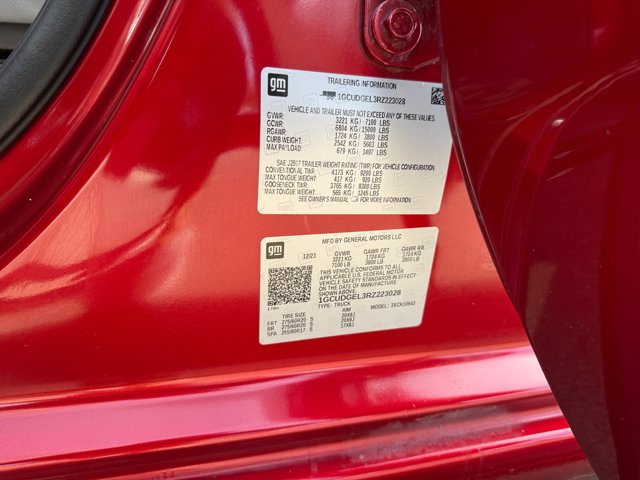 gm
TRAILERING INFORMATION
1GCUDGEL3RZ223028
VEHICLE AND TRAILER MUST NOT EXCEED ANY OF THESE VALUES
GVWR: 3221 KG / 7100 LBS
GCWR: 6804 KG / 15000 LBS
RGAWR: 1724 KG / 3800 LBS
CURB WEIGHT: 2542 KG / 5603 LBS
MAX PAYLOAD: 679 KG / 1497 LBS
SAE J2807 TRAILER WEIGHT RATING (TWR) FOR VEHICLE CONFIGURATION.
CONVENTIONAL TWR: 4173 KG / 9200 LBS
MAX TONGUE WEIGHT: 417 KG / 920 LBS
GOOSENECK TWR: 3765 KG / 8300 LBS
MAX TONGUE WEIGHT: 565 KG / 1245 LBS
SEE OWNER'S MANUAL FOR MORE INFORMATION
gm
MFD BY GENERAL MOTORS LLC
12/23 GVWR GAWR FRT GAWR RR
3221 KG 1724 KG 1724 KG
7100 LB 3800 LB 3800 LB
THIS VEHICLE CONFORMS TO ALL
APPLICABLE U.S. FEDERAL MOTOR
VEHICLE SAFETY STANDARDS IN
EFFECT ON THE DATE OF MANUFACTURE
SHOWN ABOVE.
1GCUDGEL3RZ223028
TYPE: TRUCK MODEL:
TIRE SIZE RIM
FRT 275/60R20 S 20X9J
RR 275/60R20 S 20X9J
SPA 255/80R17 S 17X8J